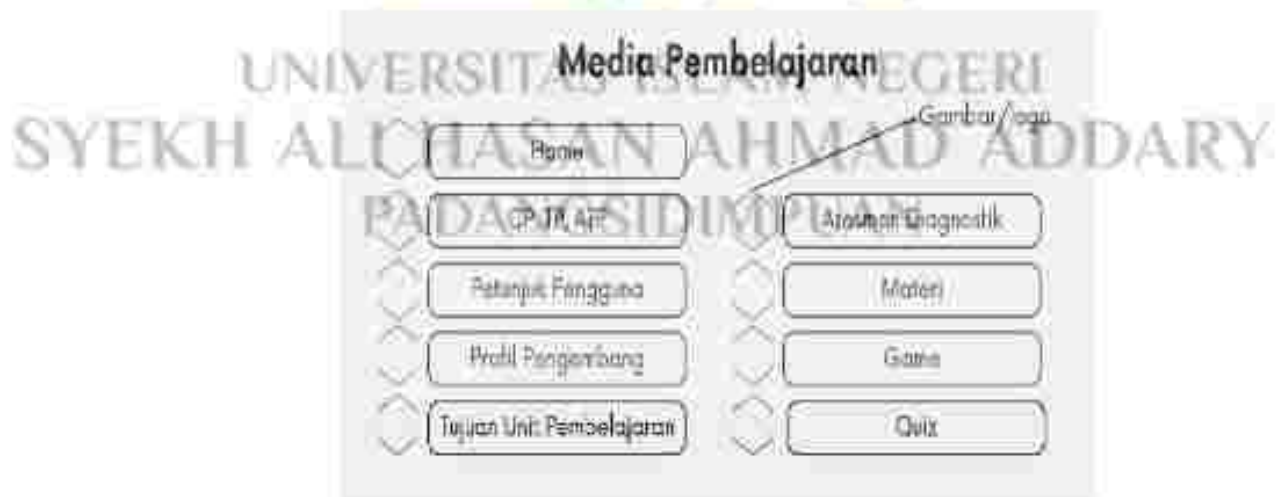 Media Pembelajaran
UNIVERSITAS ISLAM NEGERI
SYEKH ALI HASAN AHMAD ADDARY
PADANGSIDIMPUAN
Gambar/logo
Home
CP, TP, ATP
Petunjuk Pengguna
Profil Pengembang
Tujuan Unit Pembelajaran
Asesmen Diagnostik
Materi
Game
Quiz